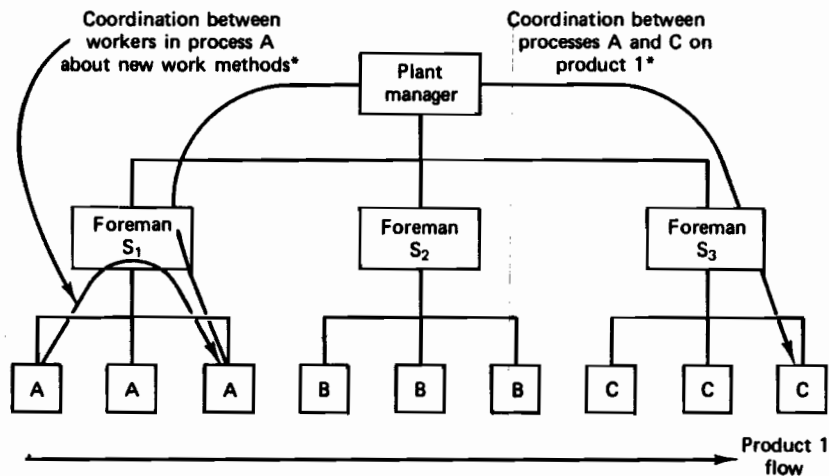 Coordination between
workers in process A
about new work methods*
Coordination between
processes A and C on
product 1*
Plant
manager
Foreman
S₁
Foreman
S₂
Foreman
S₃
A
A
A
B
B
B
C
C
C
Product 1
flow